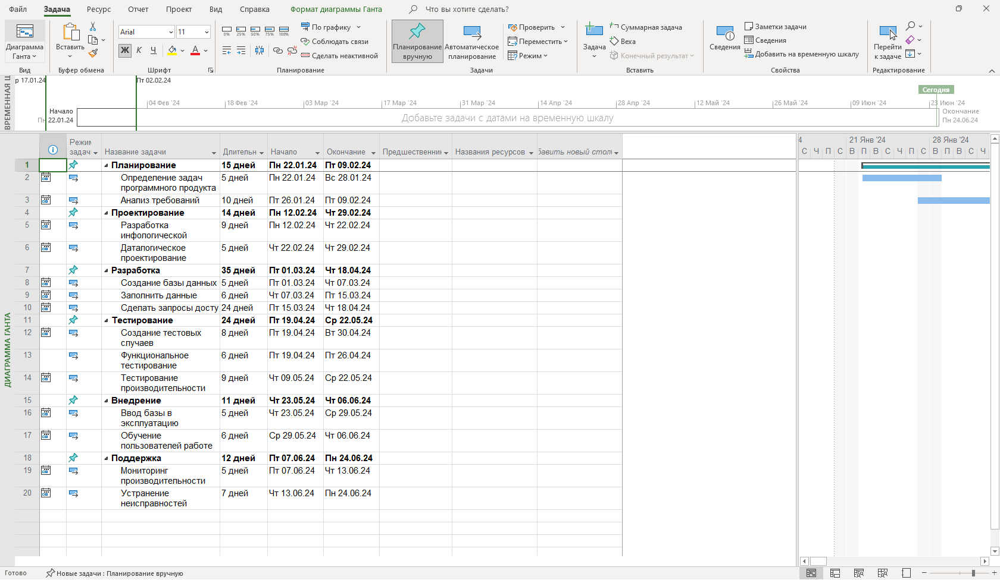 Файл Задача Ресурс Отчет Проект Вид Справка Формат диаграммы Ганта Что вы хотите сделать?
Диаграмма Ганта
Вид
Вставить
Буфер обмена
Arial 11
Ж К Ч А
Шрифт
0% 25% 50% 75% 100%
По графику
Соблюдать связи
Сделать неактивной
Планирование
Планирование вручную
Автоматическое планирование
Проверить
Переместить
Режим
Задачи
Задача
Суммарная задача
Веха
Конечный результат
Вставить
Сведения
Заметки задачи
Сведения
Добавить на временную шкалу
Свойства
Перейти к задаче
Редактирование
ВРЕМЕННАЯ Ш
р 17.01.24 Пт 02.02.24
Сегодня
04 Фев '24 18 Фев '24 03 Мар '24 17 Мар '24 31 Мар '24 14 Апр '24 28 Апр '24 12 Май '24 26 Май '24 09 Июн '24 23 Июн '24
Начало
Пн 22.01.24
Добавьте задачи с датами на временную шкалу
Окончание
Пн 24.06.24
ДИАГРАММА ГАНТА
Режим задач Название задачи Длительн Начало Окончание Предшественник Названия ресурсов бавить новый стол
4 21 Янв '24 28 Янв '24
С Ч П С В П В С Ч П С В П В С Ч
1 Планирование 15 дней Пн 22.01.24 Пт 09.02.24
2 Определение задач 5 дней Пн 22.01.24 Вс 28.01.24
программного продукта
3 Анализ требований 10 дней Пт 26.01.24 Пт 09.02.24
4 Проектирование 14 дней Пн 12.02.24 Чт 29.02.24
5 Разработка 9 дней Пн 12.02.24 Чт 22.02.24
инфологической
6 Даталогическое 5 дней Чт 22.02.24 Чт 29.02.24
проектирование
7 Разработка 35 дней Пт 01.03.24 Чт 18.04.24
8 Создание базы данных 5 дней Пт 01.03.24 Чт 07.03.24
9 Заполнить данные 6 дней Чт 07.03.24 Пт 15.03.24
10 Сделать запросы досту 24 дней Пт 15.03.24 Чт 18.04.24
11 Тестирование 24 дней Пт 19.04.24 Ср 22.05.24
12 Создание тестовых 8 дней Пт 19.04.24 Вт 30.04.24
случаев
13 Функциональное 6 дней Пт 19.04.24 Пт 26.04.24
тестирование
14 Тестирование 9 дней Чт 09.05.24 Ср 22.05.24
производительности
15 Внедрение 11 дней Чт 23.05.24 Чт 06.06.24
16 Ввод базы в 5 дней Чт 23.05.24 Ср 29.05.24
эксплуатацию
17 Обучение 6 дней Ср 29.05.24 Чт 06.06.24
пользователей работе
18 Поддержка 12 дней Пт 07.06.24 Пн 24.06.24
19 Мониторинг 5 дней Пт 07.06.24 Чт 13.06.24
производительности
20 Устранение 7 дней Чт 13.06.24 Пн 24.06.24
неисправностей
Готово Новые задачи : Планирование вручную